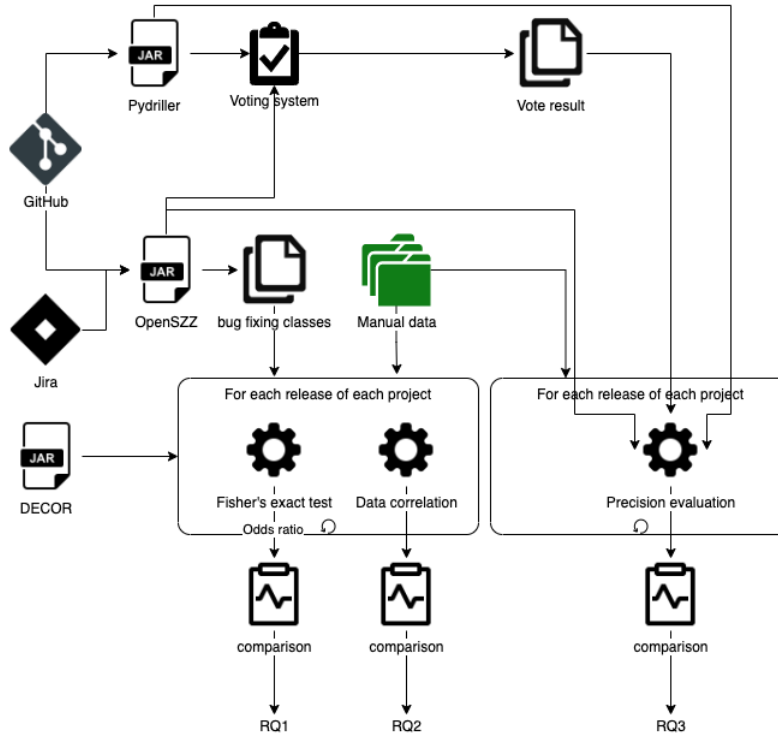 JAR
Pydriller
Voting system
Vote result
GitHub
JAR
OpenSZZ
bug fixing classes
Manual data
Jira
For each release of each project
For each release of each project
JAR
DECOR
Fisher's exact test
Data correlation
Precision evaluation
Odds ratio
comparison
comparison
comparison
RQ1
RQ2
RQ3